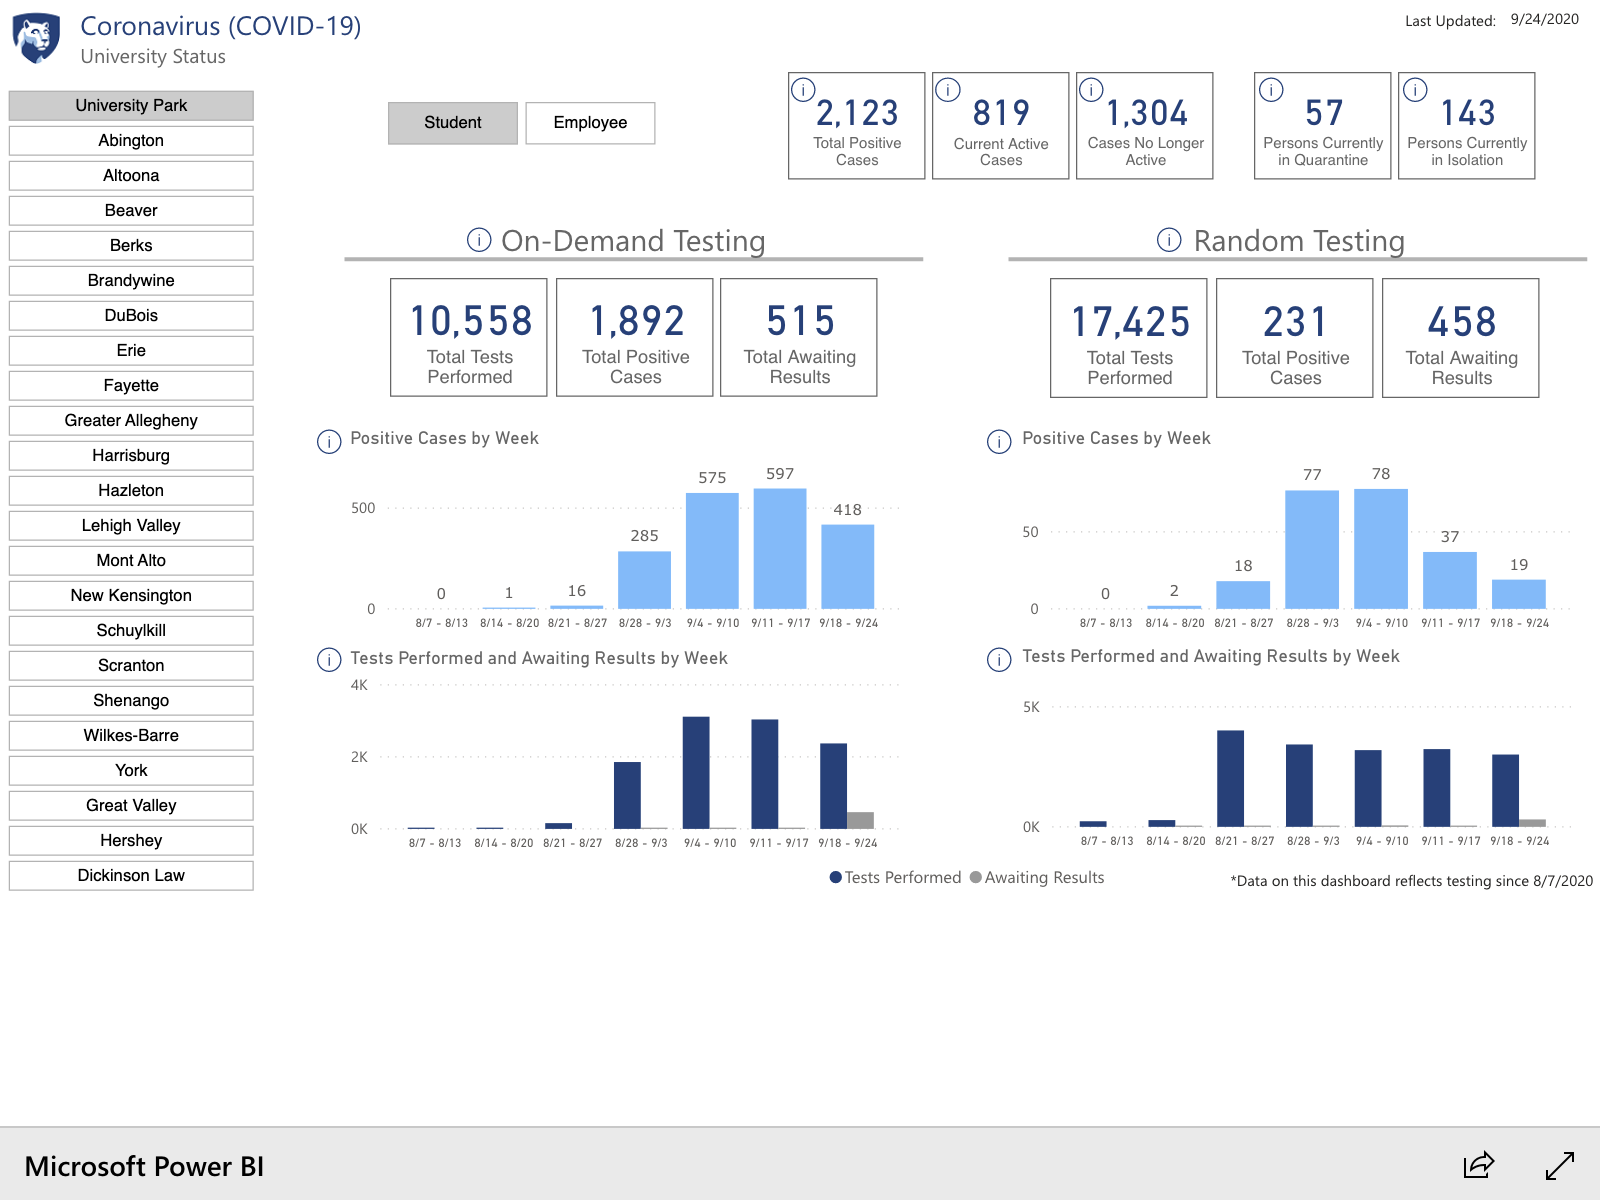 Coronavirus (COVID-19)
University Status
Last Updated: 9/24/2020
University Park
Abington
Altoona
Beaver
Berks
Brandywine
DuBois
Erie
Fayette
Greater Allegheny
Harrisburg
Hazleton
Lehigh Valley
Mont Alto
New Kensington
Schuylkill
Scranton
Shenango
Wilkes-Barre
York
Great Valley
Hershey
Dickinson Law
Student
Employee
i
2,123
Total Positive
Cases
i
819
Current Active
Cases
i
1,304
Cases No Longer
Active
i
57
Persons Currently
in Quarantine
i
143
Persons Currently
in Isolation
i On-Demand Testing
10,558
Total Tests
Performed
1,892
Total Positive
Cases
515
Total Awaiting
Results
i Positive Cases by Week
500
0
0 1 16 285 575 597 418
8/7 - 8/13 8/14 - 8/20 8/21 - 8/27 8/28 - 9/3 9/4 - 9/10 9/11 - 9/17 9/18 - 9/24
i Tests Performed and Awaiting Results by Week
4K
2K
0K
8/7 - 8/13 8/14 - 8/20 8/21 - 8/27 8/28 - 9/3 9/4 - 9/10 9/11 - 9/17 9/18 - 9/24
i Random Testing
17,425
Total Tests
Performed
231
Total Positive
Cases
458
Total Awaiting
Results
i Positive Cases by Week
50
0
0 2 18 77 78 37 19
8/7 - 8/13 8/14 - 8/20 8/21 - 8/27 8/28 - 9/3 9/4 - 9/10 9/11 - 9/17 9/18 - 9/24
i Tests Performed and Awaiting Results by Week
5K
0K
8/7 - 8/13 8/14 - 8/20 8/21 - 8/27 8/28 - 9/3 9/4 - 9/10 9/11 - 9/17 9/18 - 9/24
Tests Performed Awaiting Results
*Data on this dashboard reflects testing since 8/7/2020
Microsoft Power BI